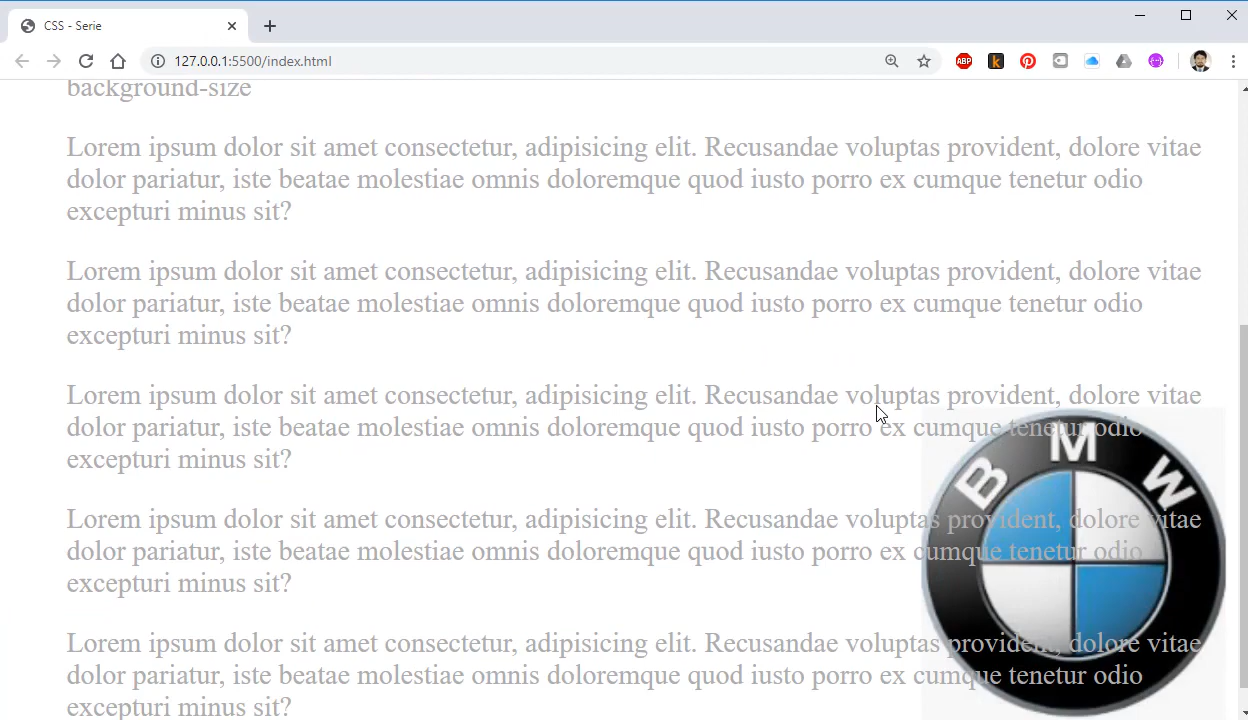 CSS - Serie
127.0.0.1:5500/index.html
ABP
k
background-size
Lorem ipsum dolor sit amet consectetur, adipisicing elit. Recusandae voluptas provident, dolore vitae
dolor pariatur, iste beatae molestiae omnis doloremque quod iusto porro ex cumque tenetur odio
excepturi minus sit?
Lorem ipsum dolor sit amet consectetur, adipisicing elit. Recusandae voluptas provident, dolore vitae
dolor pariatur, iste beatae molestiae omnis doloremque quod iusto porro ex cumque tenetur odio
excepturi minus sit?
Lorem ipsum dolor sit amet consectetur, adipisicing elit. Recusandae voluptas provident, dolore vitae
dolor pariatur, iste beatae molestiae omnis doloremque quod iusto porro ex cumque tenetur odio
excepturi minus sit?
BMW
Lorem ipsum dolor sit amet consectetur, adipisicing elit. Recusandae voluptas provident, dolore vitae
dolor pariatur, iste beatae molestiae omnis doloremque quod iusto porro ex cumque tenetur odio
excepturi minus sit?
Lorem ipsum dolor sit amet consectetur, adipisicing elit. Recusandae voluptas provident, dolore vitae
dolor pariatur, iste beatae molestiae omnis doloremque quod iusto porro ex cumque tenetur odio
excepturi minus sit?